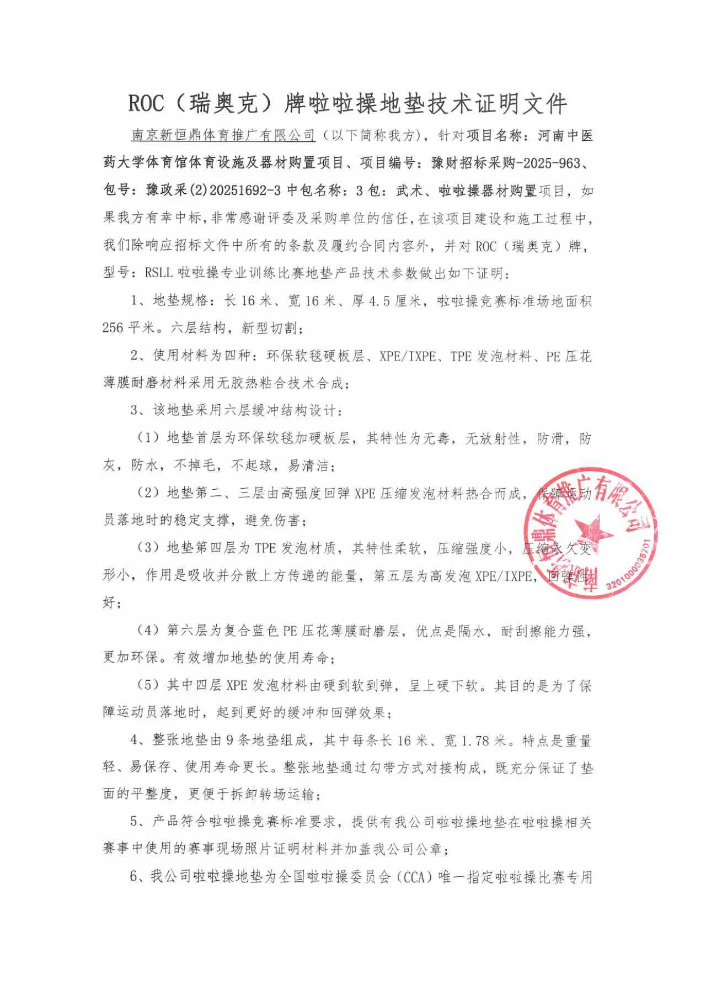 ROC（瑞奥克）牌啦啦操地垫技术证明文件
南京新恒鼎体育推广有限公司（以下简称我方），针对项目名称：河南中医
药大学体育馆体育设施及器材购置项目、项目编号：豫财招标采购-2025-963、
包号：豫政采(2)20251692-3中包名称：3包：武术、啦啦操器材购置项目，如
果我方有幸中标，非常感谢评委及采购单位的信任，在该项目建设和施工过程中，
我们除响应招标文件中所有的条款及履约合同内容外，并对 ROC（瑞奥克）牌，
型号：RSLL 啦啦操专业训练比赛地垫产品技术参数做出如下证明：
1、地垫规格：长 16 米、宽 16 米、厚 4.5 厘米，啦啦操竞赛标准场地面积
256 平米。六层结构，新型切割；
2、使用材料为四种：环保软毯硬板层、XPE/IXPE、TPE 发泡材料、PE 压花
薄膜耐磨材料采用无胶热粘合技术合成；
3、该地垫采用六层缓冲结构设计：
（1）地垫首层为环保软毯加硬板层，其特性为无毒，无放射性，防滑，防
灰，防水，不掉毛，不起球，易清洁；
（2）地垫第二、三层由高强度回弹 XPE 压缩发泡材料热合而成，保障运动
员落地时的稳定支撑，避免伤害；
（3）地垫第四层为 TPE 发泡材质，其特性柔软，压缩强度小，压缩永久变
形小，作用是吸收并分散上方传递的能量，第五层为高发泡 XPE/IXPE，回弹性
好；
（4）第六层为复合蓝色 PE 压花薄膜耐磨层，优点是隔水，耐刮擦能力强，
更加环保。有效增加地垫的使用寿命；
（5）其中四层 XPE 发泡材料由硬到软到弹，呈上硬下软。其目的是为了保
障运动员落地时，起到更好的缓冲和回弹效果；
4、整张地垫由 9 条地垫组成，其中每条长 16 米、宽 1.78 米。特点是重量
轻、易保存、使用寿命更长。整张地垫通过勾带方式对接构成，既充分保证了垫
面的平整度，更便于拆卸转场运输；
5、产品符合啦啦操竞赛标准要求，提供有我公司啦啦操地垫在啦啦操相关
赛事中使用的赛事现场照片证明材料并加盖我公司公章；
6、我公司啦啦操地垫为全国啦啦操委员会（CCA）唯一指定啦啦操比赛专用
南京新恒鼎体育推广有限公司
3201000035701